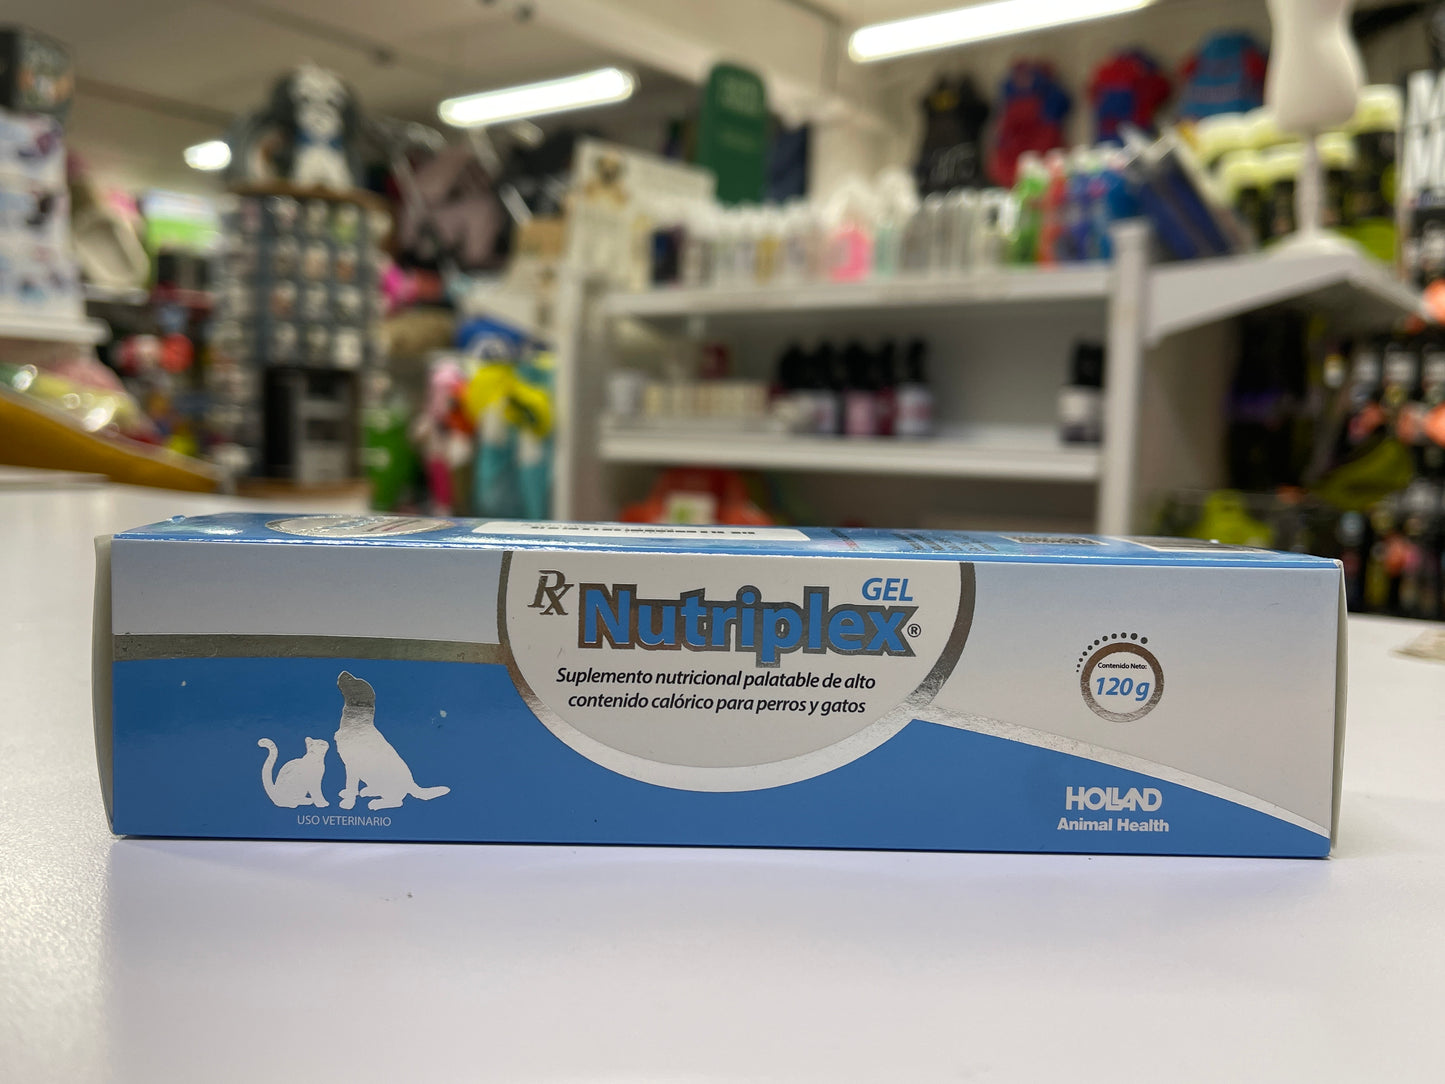 Rx Nutriplex® GEL
Suplemento nutricional palatable de alto
contenido calórico para perros y gatos
Contenido Neto:
120 g
USO VETERINARIO
HOLLAND
Animal Health